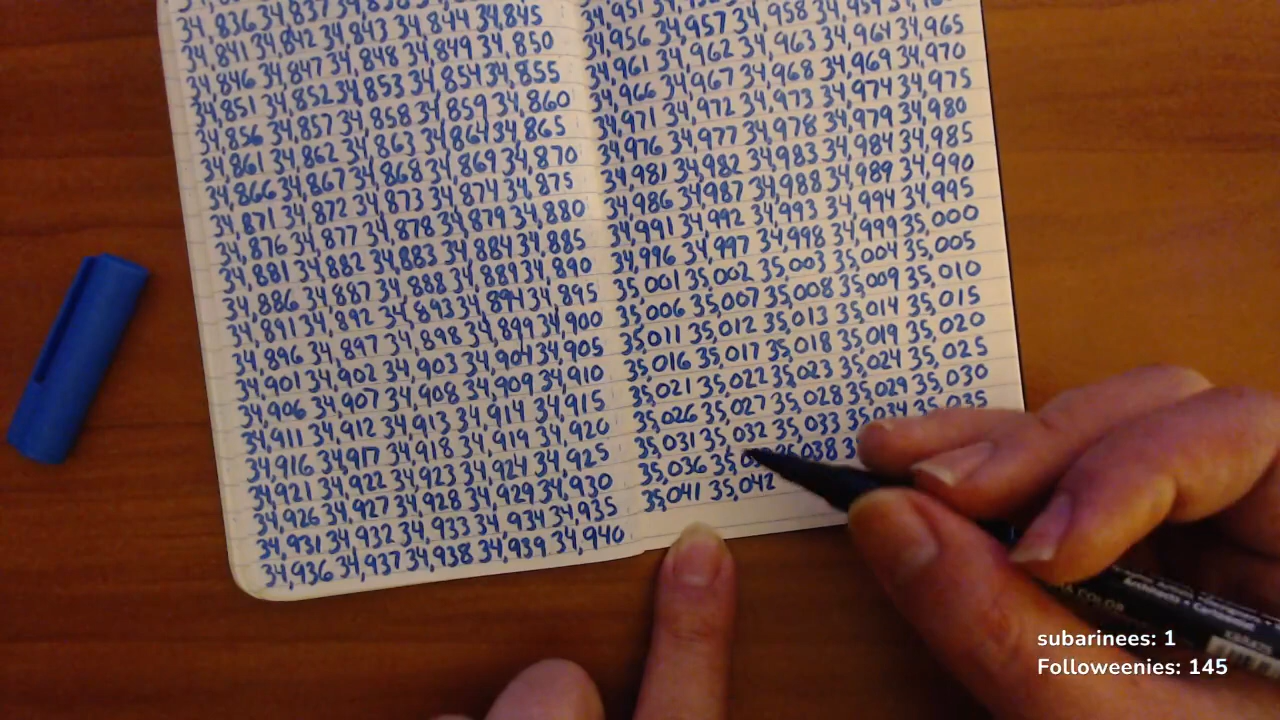 34,836 34,837
34,841 34,842 34,843 34,844 34,845
34,846 34,847 34,848 34,849 34,850
34,851 34,852 34,853 34,854 34,855
34,856 34,857 34,858 34,859 34,860
34,861 34,862 34,863 34,864 34,865
34,866 34,867 34,868 34,869 34,870
34,871 34,872 34,873 34,874 34,875
34,876 34,877 34,878 34,879 34,880
34,881 34,882 34,883 34,884 34,885
34,886 34,887 34,888 34,889 34,890
34,891 34,892 34,893 34,894 34,895
34,896 34,897 34,898 34,899 34,900
34,901 34,902 34,903 34,904 34,905
34,906 34,907 34,908 34,909 34,910
34,911 34,912 34,913 34,914 34,915
34,916 34,917 34,918 34,919 34,920
34,921 34,922 34,923 34,924 34,925
34,926 34,927 34,928 34,929 34,930
34,931 34,932 34,933 34,934 34,935
34,936 34,937 34,938 34,939 34,940
34,951
34,956 34,957 34,958 34,959
34,961 34,962 34,963 34,964 34,965
34,966 34,967 34,968 34,969 34,970
34,971 34,972 34,973 34,974 34,975
34,976 34,977 34,978 34,979 34,980
34,981 34,982 34,983 34,984 34,985
34,986 34,987 34,988 34,989 34,990
34,991 34,992 34,993 34,994 34,995
34,996 34,997 34,998 34,999 35,000
35,001 35,002 35,003 35,004 35,005
35,006 35,007 35,008 35,009 35,010
35,011 35,012 35,013 35,014 35,015
35,016 35,017 35,018 35,019 35,020
35,021 35,022 35,023 35,024 35,025
35,026 35,027 35,028 35,029 35,030
35,031 35,032 35,033 35,034 35,035
35,036 35,038
35,041 35,042
subarinees: 1
Followeenies: 145